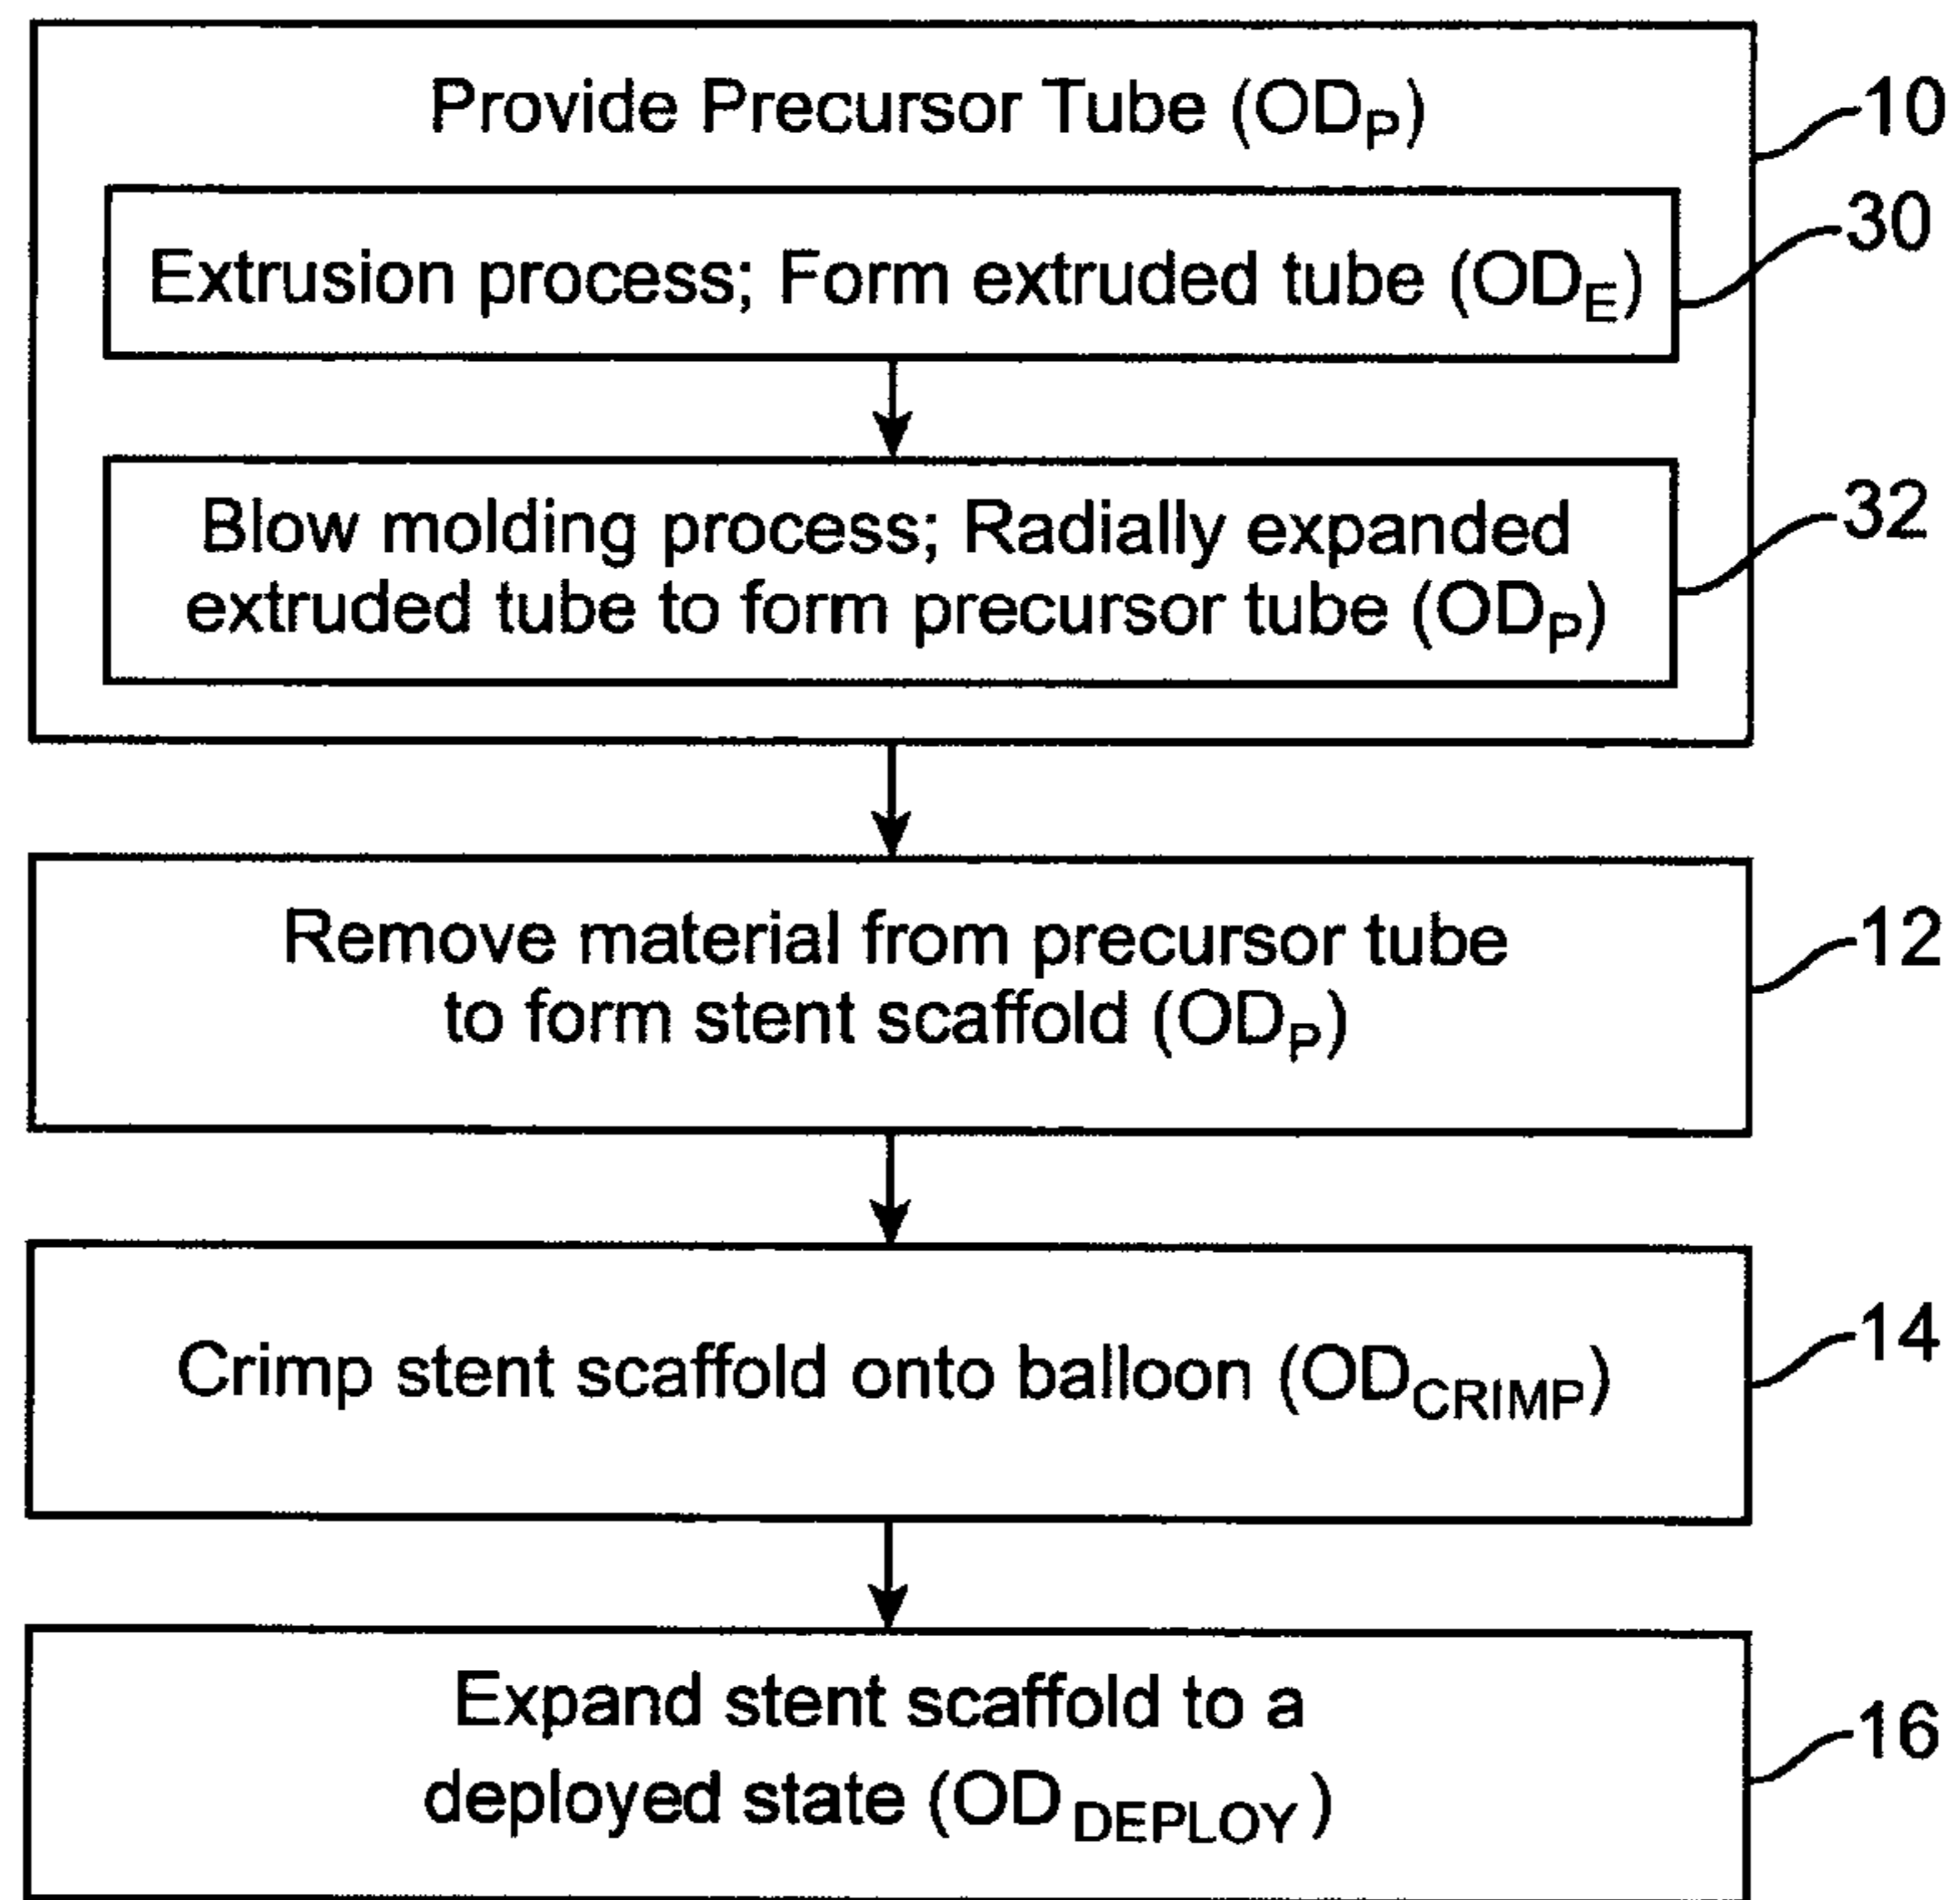 Provide Precursor Tube (ODP)
10
Extrusion process; Form extruded tube (ODE)
30
Blow molding process; Radially expanded
extruded tube to form precursor tube (ODP)
32
Remove material from precursor tube
to form stent scaffold (ODP)
12
Crimp stent scaffold onto balloon (ODCRIMP)
14
Expand stent scaffold to a
deployed state (ODDEPLOY)
16